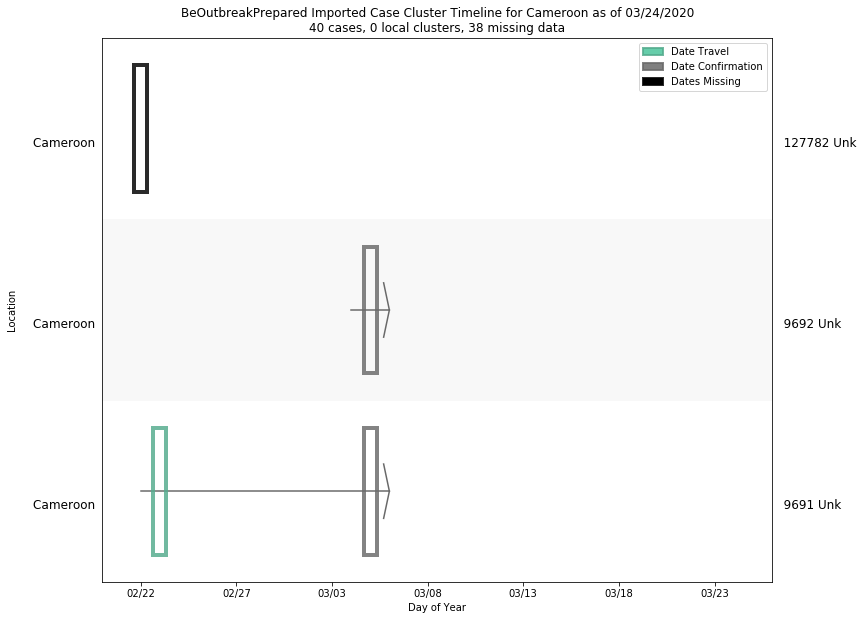 BeOutbreakPrepared Imported Case Cluster Timeline for Cameroon as of 03/24/2020
40 cases, 0 local clusters, 38 missing data
Date Travel
Date Confirmation
Dates Missing
Cameroon
127782 Unk
Cameroon
9692 Unk
Cameroon
9691 Unk
Location
02/22
02/27
03/03
03/08
03/13
03/18
03/23
Day of Year